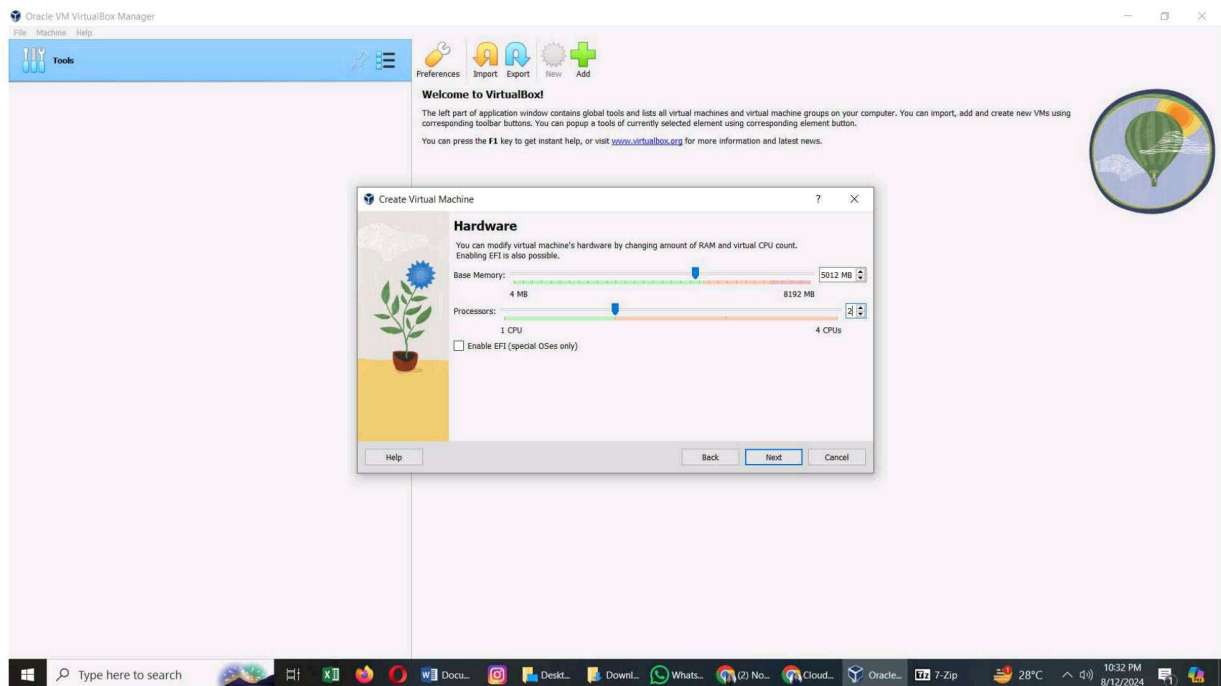 Oracle VM VirtualBox Manager
File Machine Help
Tools
Preferences Import Export New Add
Welcome to VirtualBox!
The left part of application window contains global tools and lists all virtual machines and virtual machine groups on your computer. You can import, add and create new VMs using
corresponding toolbar buttons. You can popup a tools of currently selected element using corresponding element button.
You can press the F1 key to get instant help, or visit www.virtualbox.org for more information and latest news.
Create Virtual Machine ?
Hardware
You can modify virtual machine's hardware by changing amount of RAM and virtual CPU count.
Enabling EFI is also possible.
Base Memory: 5012 MB
4 MB 8192 MB
Processors: 2
1 CPU 4 CPUs
Enable EFI (special OSes only)
Help Back Next Cancel
Type here to search Docu... Deskt... Downl... Whats... (2) No... Cloud... Oracle... 7z 7-Zip 28°C 10:32 PM
8/12/2024